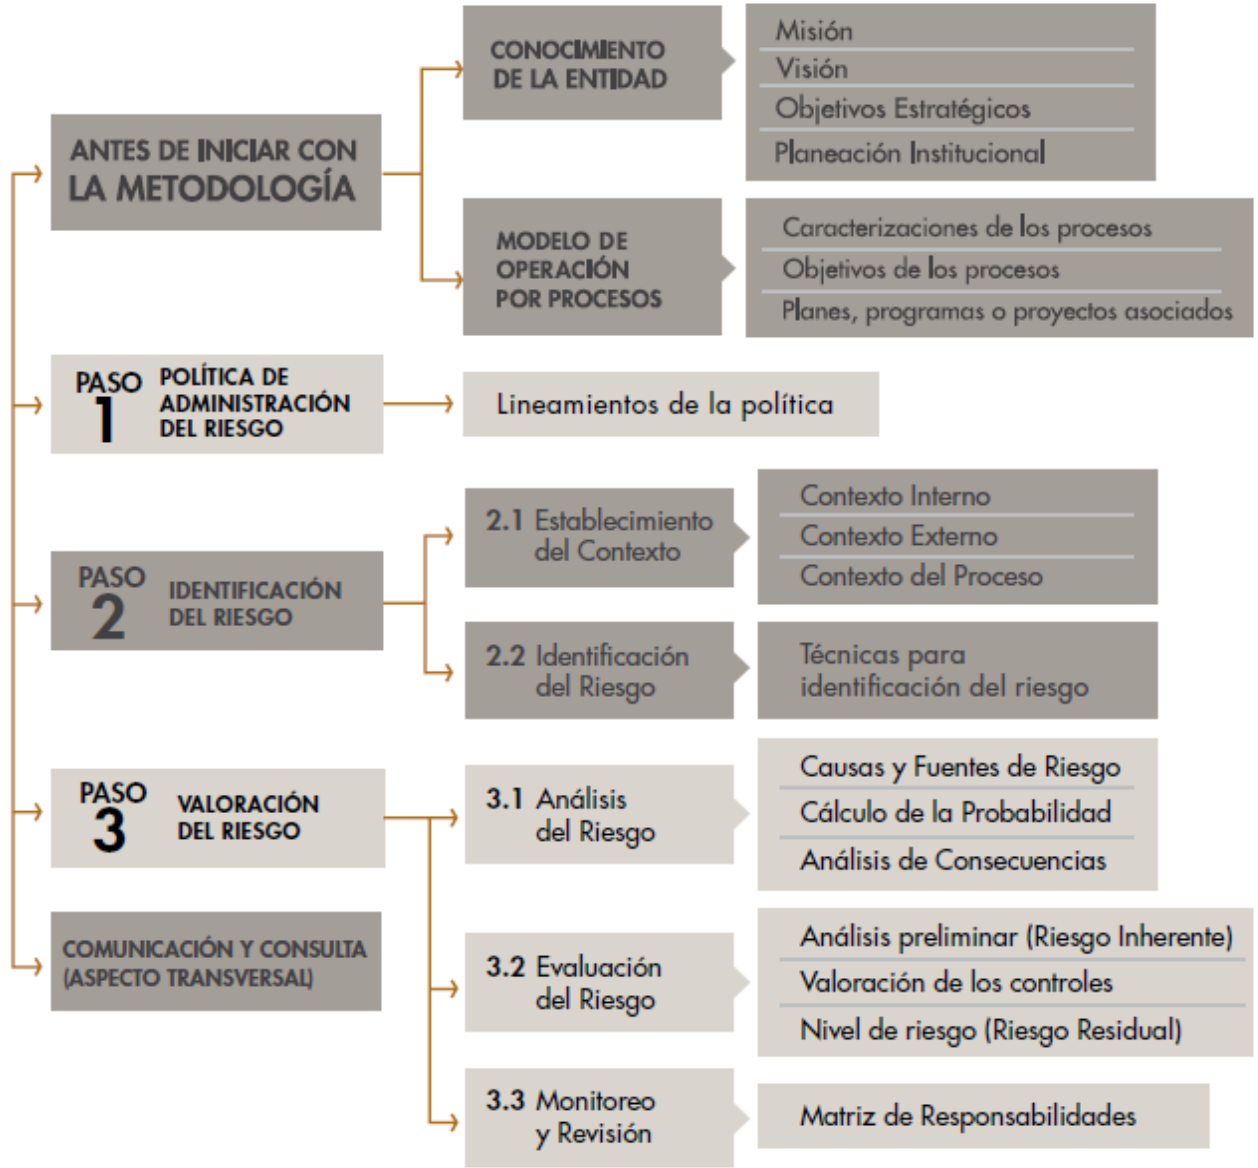 ANTES DE INICIAR CON
LA METODOLOGÍA
CONOCIMIENTO
DE LA ENTIDAD
Misión
Visión
Objetivos Estratégicos
Planeación Institucional
MODELO DE
OPERACIÓN
POR PROCESOS
Caracterizaciones de los procesos
Objetivos de los procesos
Planes, programas o proyectos asociados
PASO
1
POLÍTICA DE
ADMINISTRACIÓN
DEL RIESGO
Lineamientos de la política
PASO
2
IDENTIFICACIÓN
DEL RIESGO
2.1 Establecimiento
del Contexto
Contexto Interno
Contexto Externo
Contexto del Proceso
2.2 Identificación
del Riesgo
Técnicas para
identificación del riesgo
PASO
3
VALORACIÓN
DEL RIESGO
3.1 Análisis
del Riesgo
Causas y Fuentes de Riesgo
Cálculo de la Probabilidad
Análisis de Consecuencias
3.2 Evaluación
del Riesgo
Análisis preliminar (Riesgo Inherente)
Valoración de los controles
Nivel de riesgo (Riesgo Residual)
3.3 Monitoreo
y Revisión
Matriz de Responsabilidades
COMUNICACIÓN Y CONSULTA
(ASPECTO TRANSVERSAL)